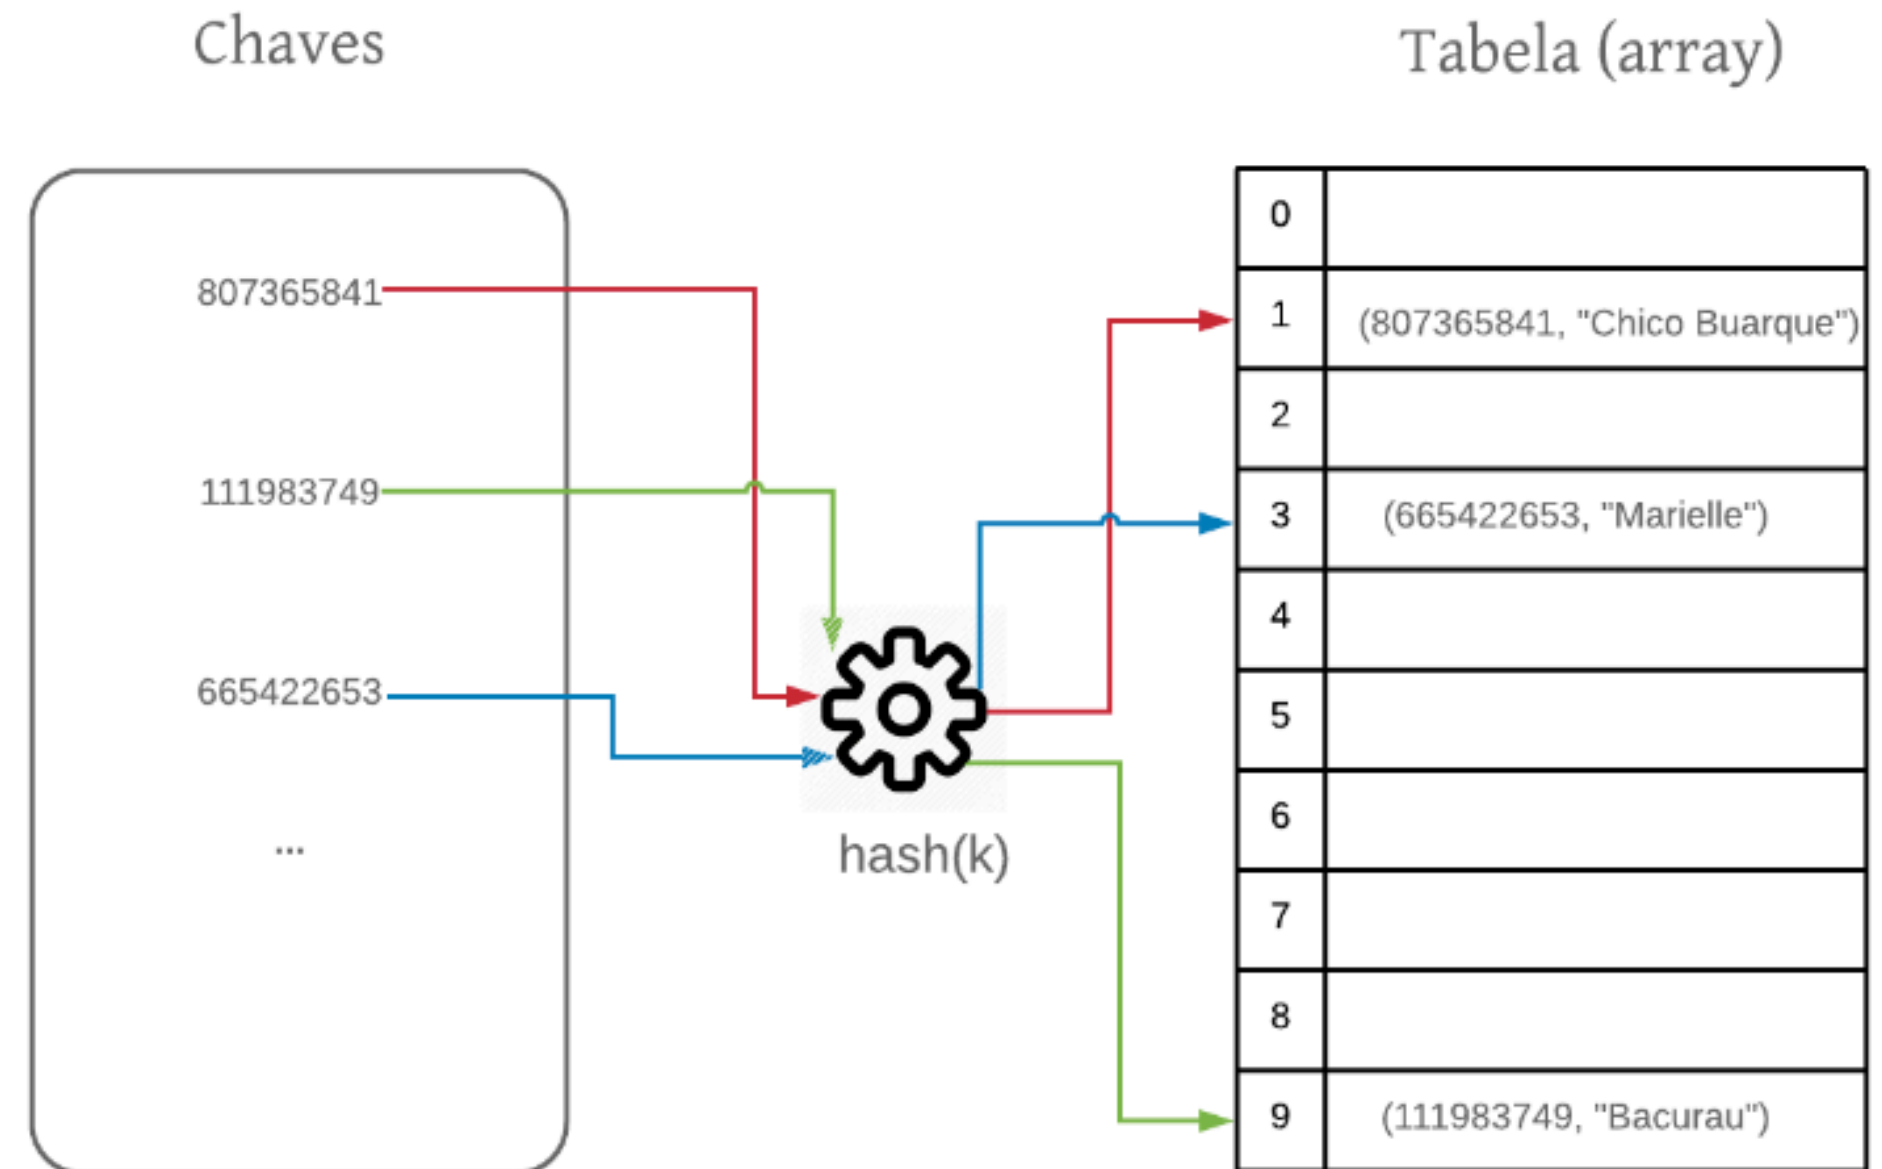 Chaves
Tabela (array)
807365841
111983749
665422653
...
hash(k)
0
1 (807365841, "Chico Buarque")
2
3 (665422653, "Marielle")
4
5
6
7
8
9 (111983749, "Bacurau")